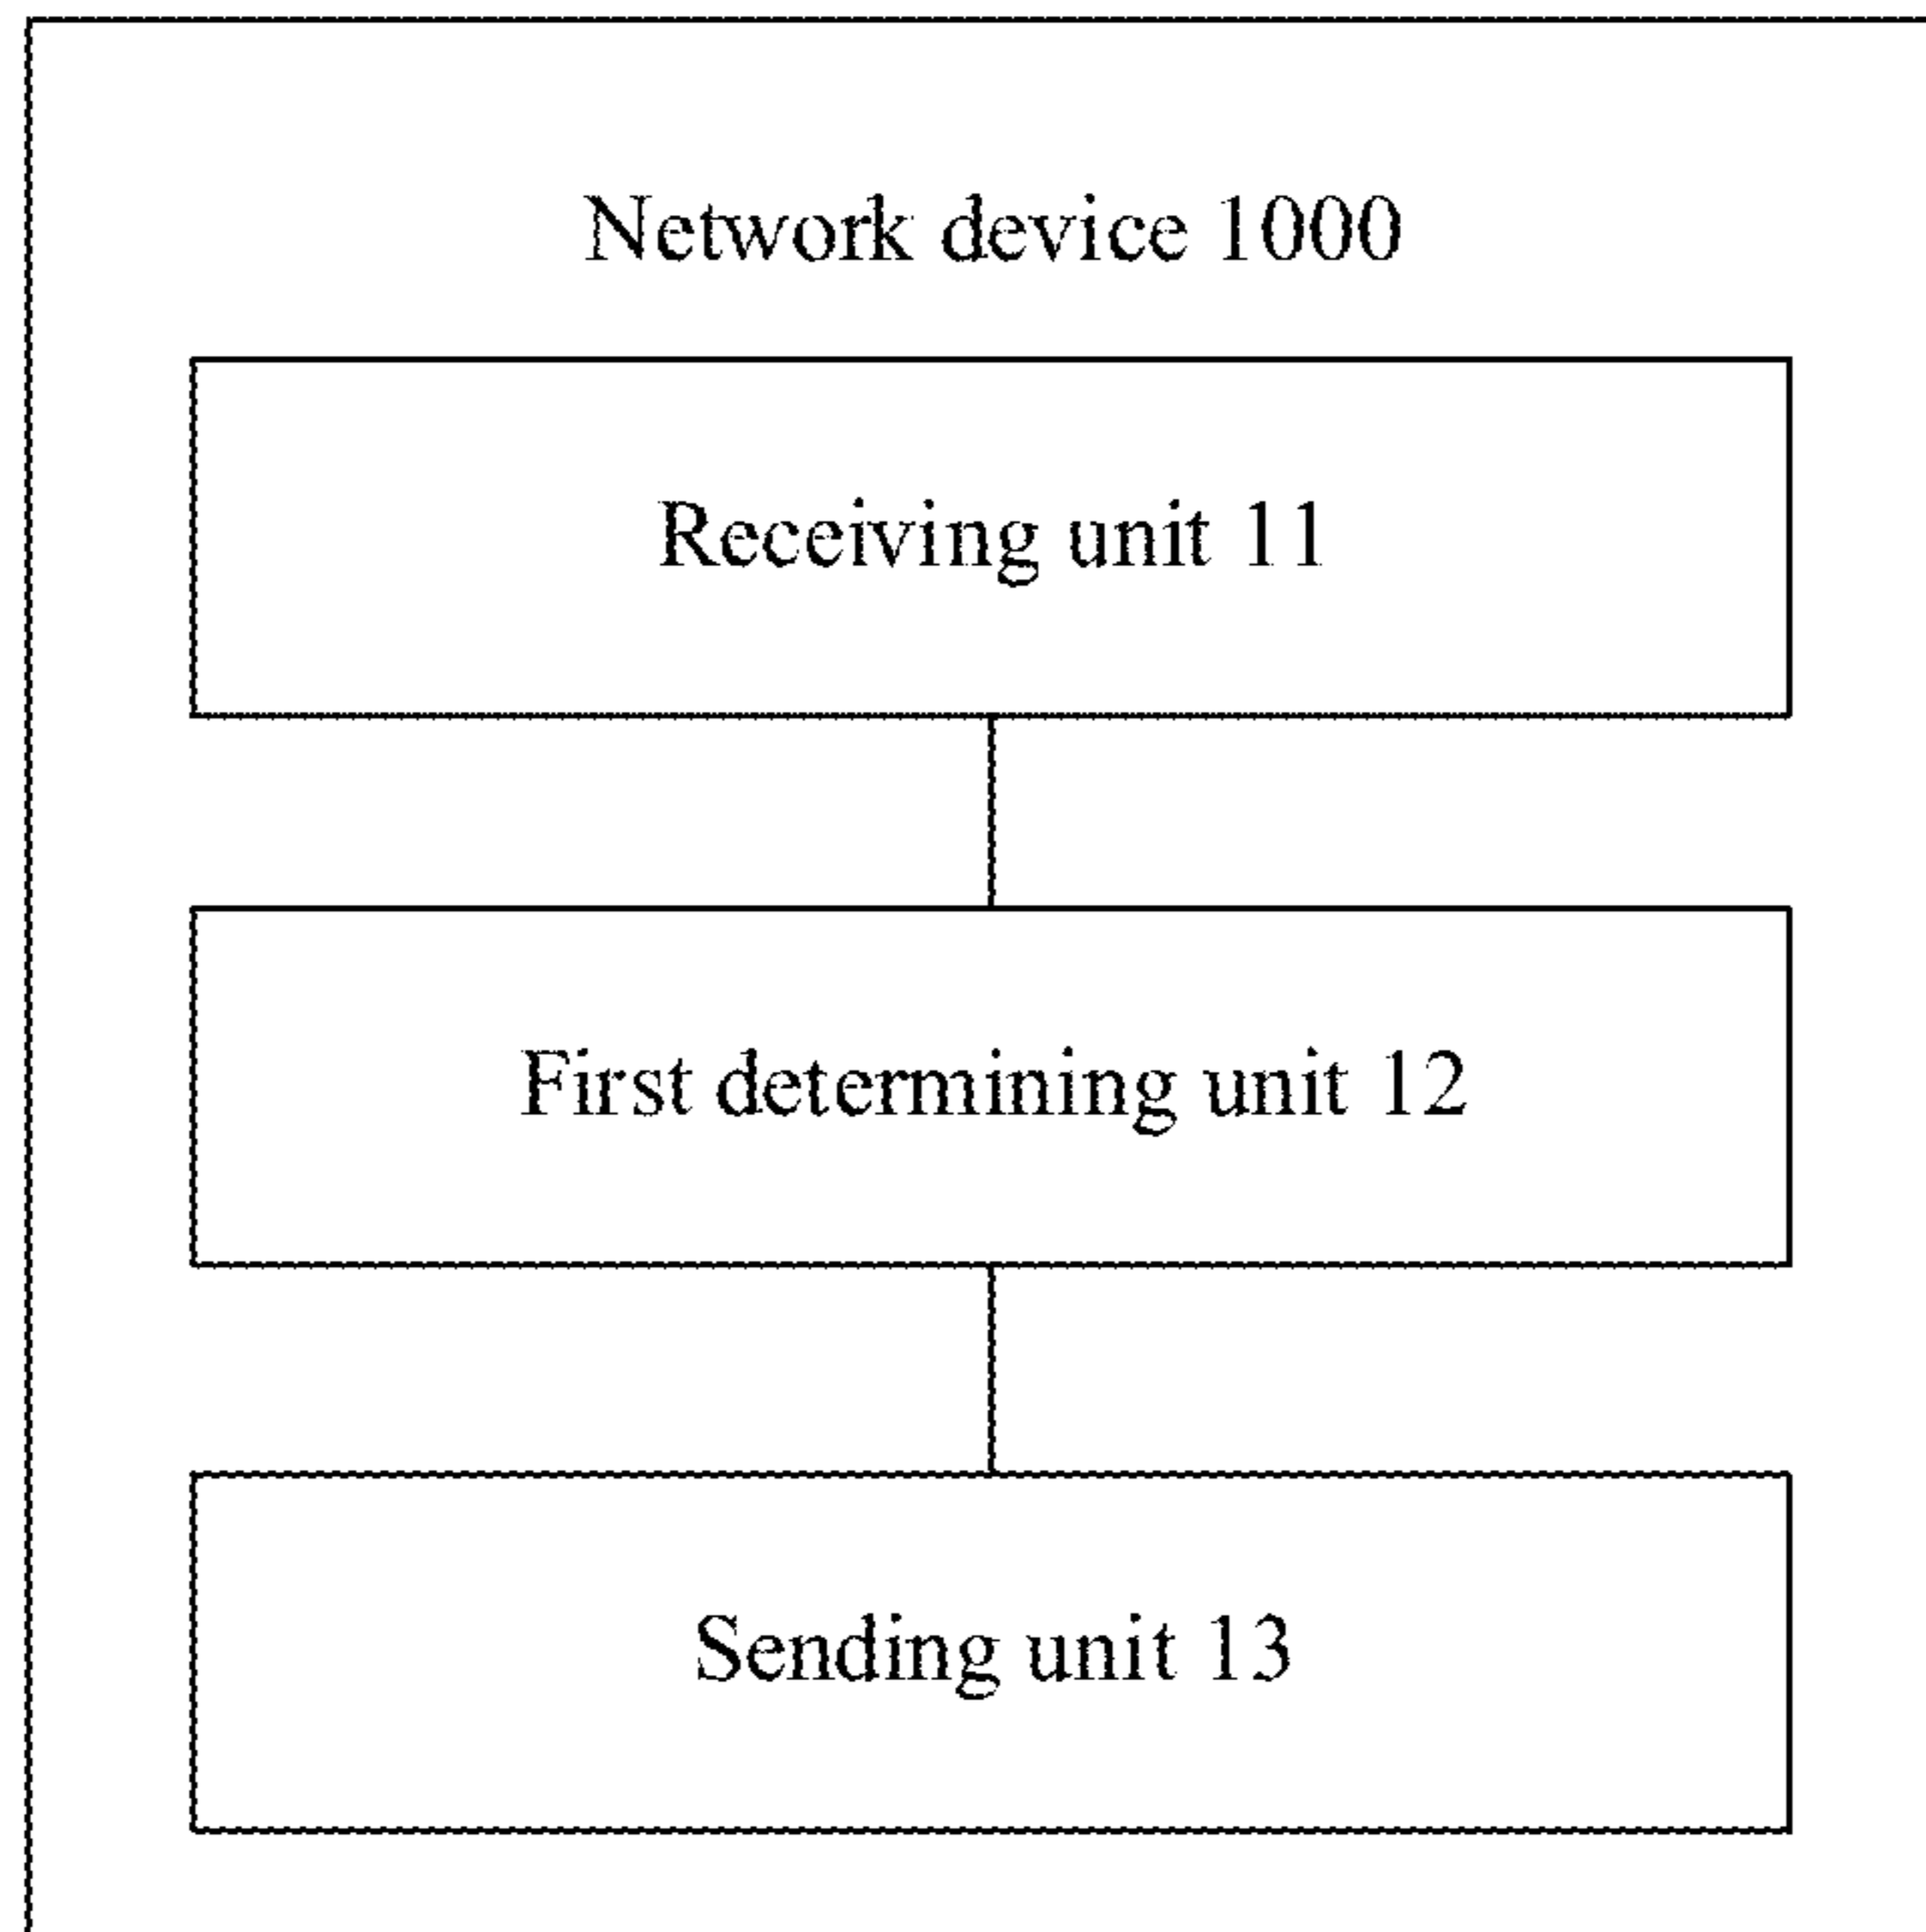 Network device 1000
Receiving unit 11
First determining unit 12
Sending unit 13